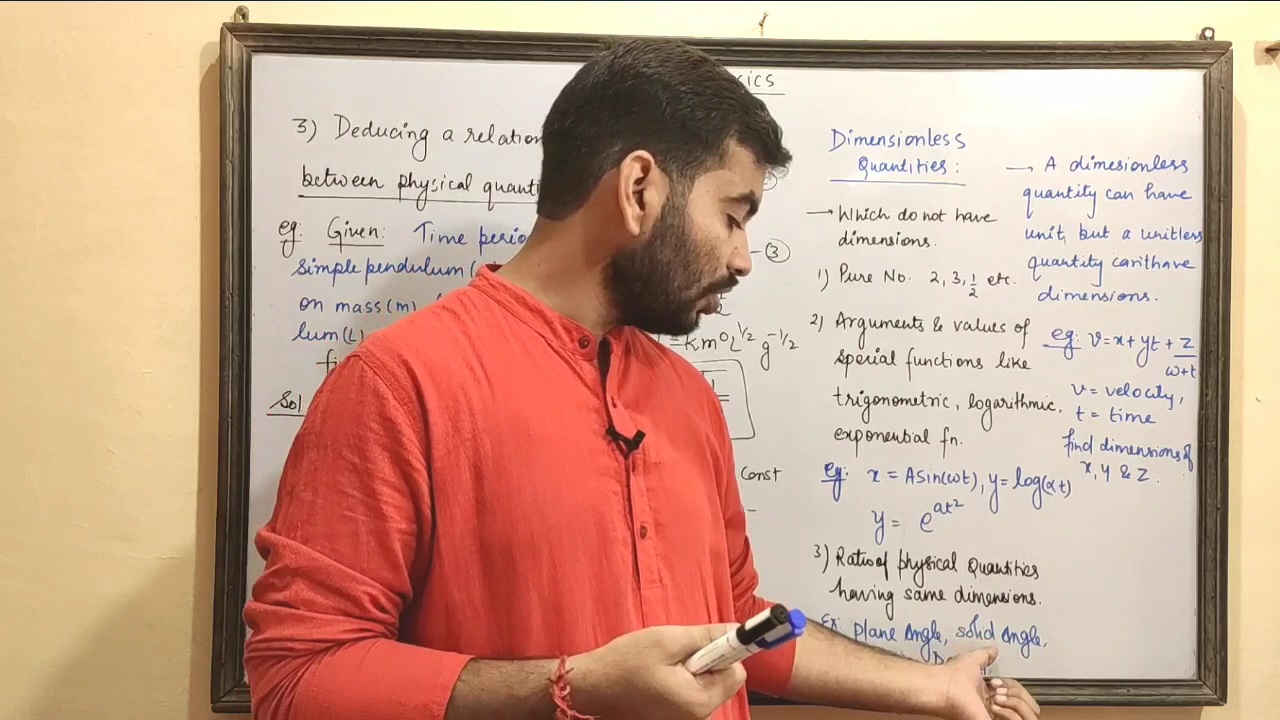 sics
3) Deducing a relation
between physical quanti
eg: Given: Time perio
simple pendulum (
on mass (m)
lum (L)
Sol
-③
=Km⁰L^1/2 g^-1/2
Const
Dimensionless
Quantities:
→ Which do not have
dimensions.
1) Pure No. 2, 3, 1/2 etc.
2) Arguments & values of
special functions like
trigonometric, logarithmic,
exponential fn.
eg: x = Asin(ωt), y = log(αt)
y = e^at²
3) Ratio of physical Quantities
having same dimensions.
Ex: plane Angle, solid Angle,
→ A dimesionless
quantity can have
unit, but a unitless
quantity can't have
dimensions.
eg: v = x + yt + z/ω+t
v = velocity,
t = time
find dimensions of
x, y & z.